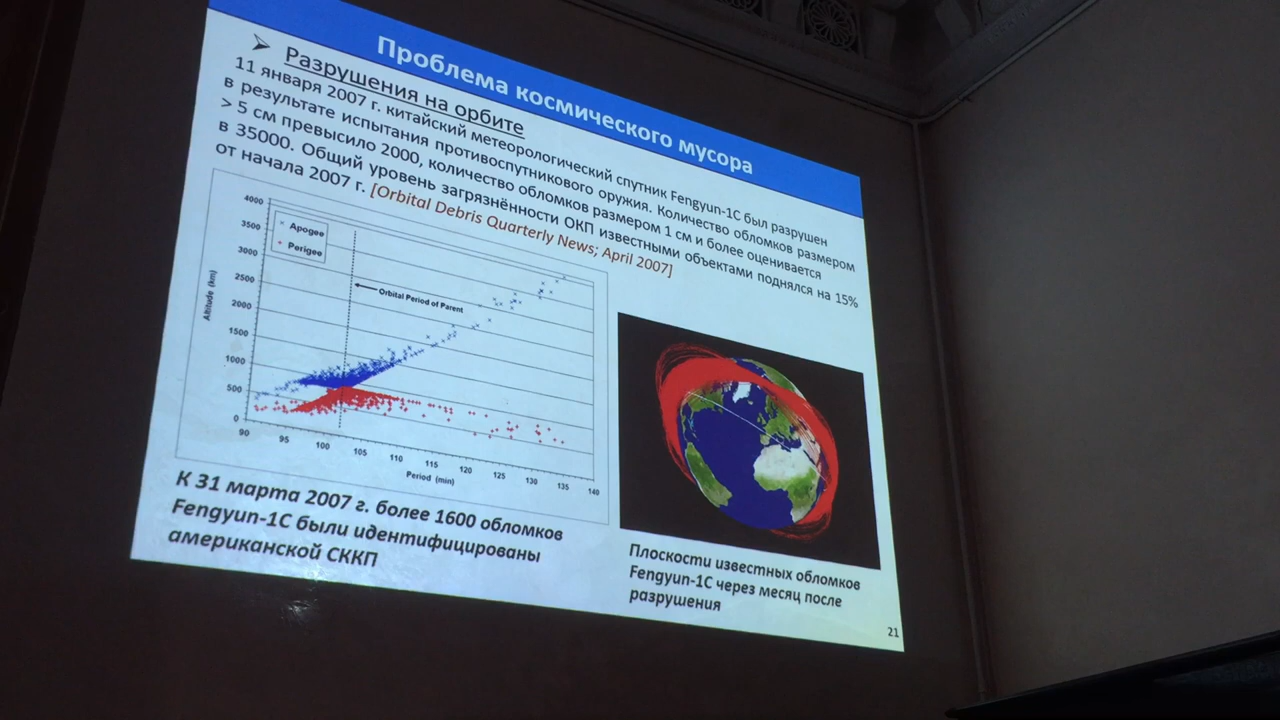 Проблема космического мусора
Разрушения на орбите
11 января 2007 г. китайский метеорологический спутник Fengyun-1C был разрушен
в результате испытания противоспутникового оружия. Количество обломков размером
> 5 см превысило 2000, количество обломков размером 1 см и более оценивается
в 35000. Общий уровень загрязнённости ОКП известными объектами поднялся на 15%
от начала 2007 г. [Orbital Debris Quarterly News; April 2007]
4000
3500
3000
2500
2000
1500
1000
500
0
Altitude (km)
Apogee
Perigee
Orbital Period of Parent
90 95 100 105 110 115 120 125 130 135 140
Period (min)
К 31 марта 2007 г. более 1600 обломков
Fengyun-1C были идентифицированы
американской СККП
Плоскости известных обломков
Fengyun-1C через месяц после
разрушения
21